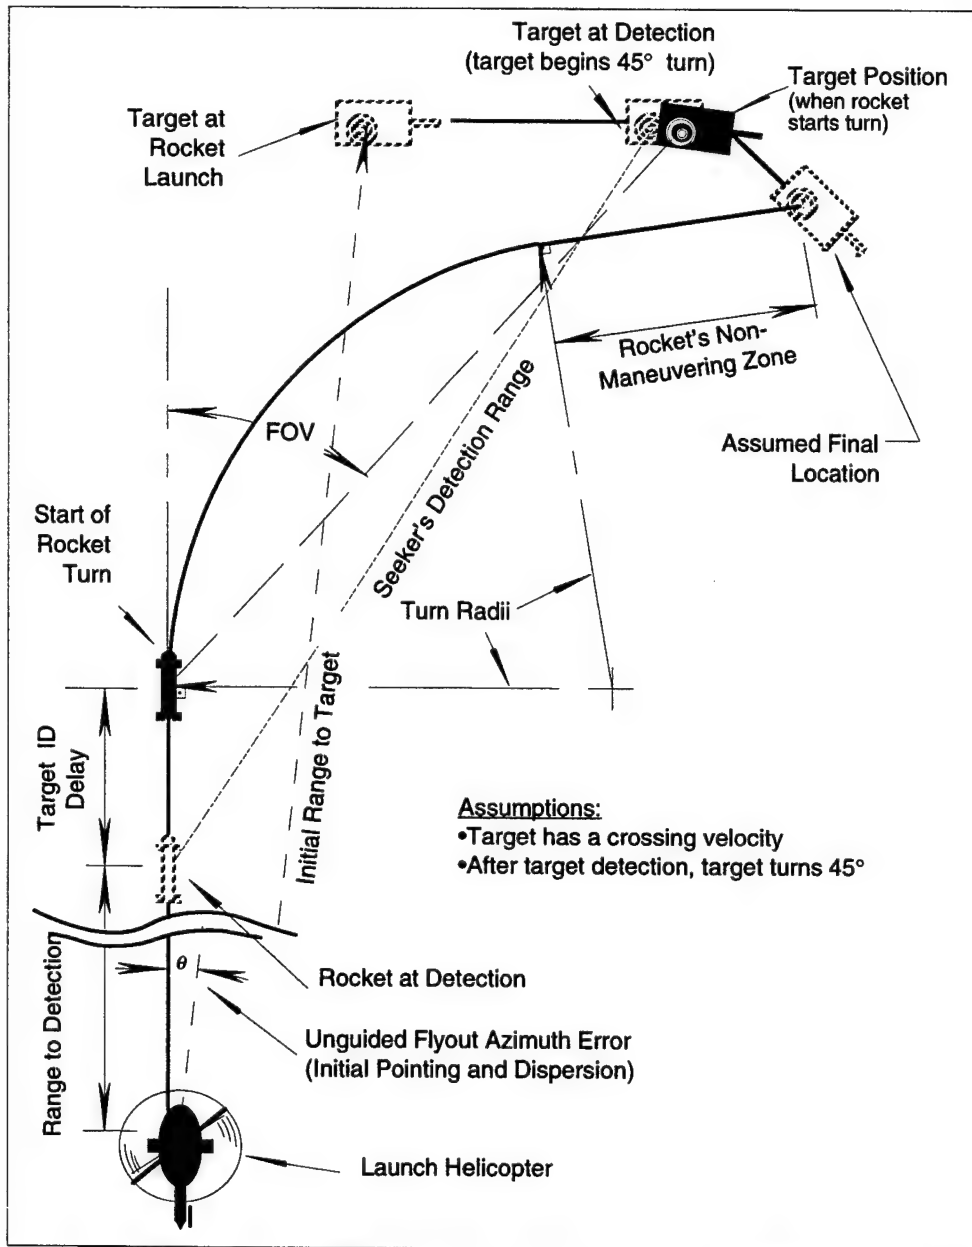 Target at Detection
(target begins 45° turn)
Target Position
(when rocket
starts turn)
Target at
Rocket
Launch
Rocket's Non-
Maneuvering Zone
FOV
Assumed Final
Location
Seeker's Detection Range
Start of
Rocket
Turn
Turn Radii
Initial Range to Target
Target ID
Delay
Assumptions:
•Target has a crossing velocity
•After target detection, target turns 45°
Range to Detection
θ
Rocket at Detection
Unguided Flyout Azimuth Error
(Initial Pointing and Dispersion)
Launch Helicopter